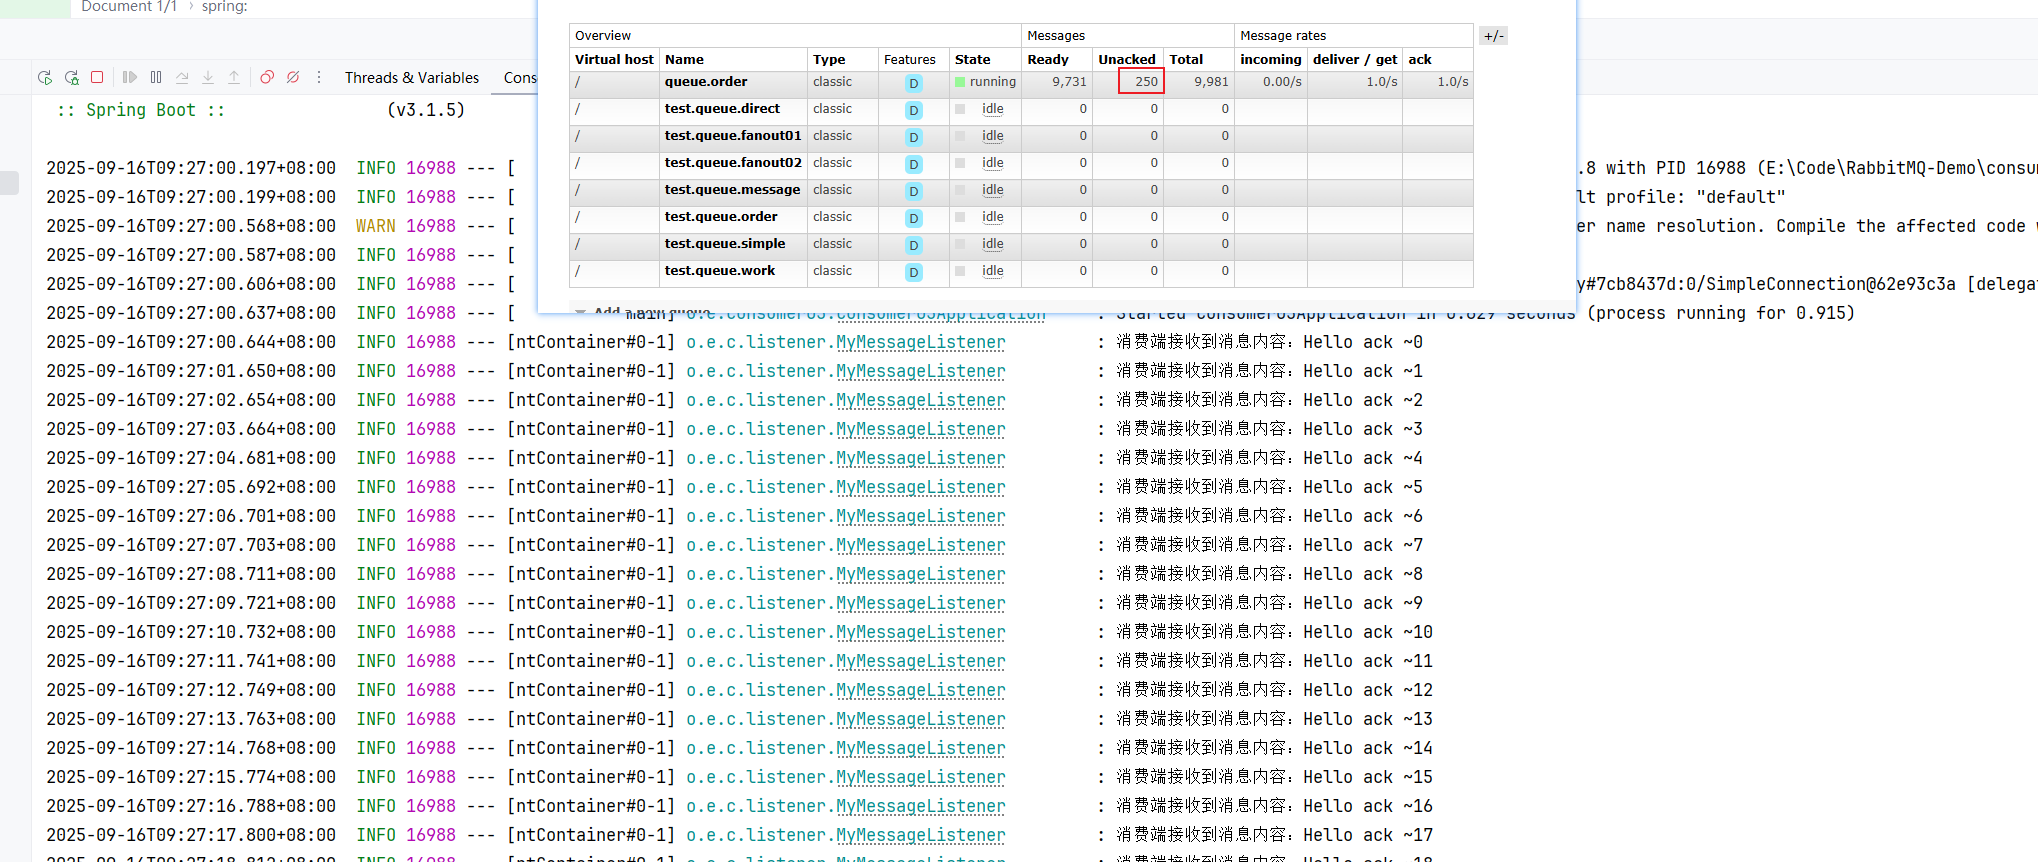 Document 1/1 › spring:
Overview Messages Message rates +/-
Virtual host Name Type Features State Ready Unacked Total incoming deliver / get ack
/ queue.order classic D running 9,731 250 9,981 0.00/s 1.0/s 1.0/s
/ test.queue.direct classic D idle 0 0 0
/ test.queue.fanout01 classic D idle 0 0 0
/ test.queue.fanout02 classic D idle 0 0 0
/ test.queue.message classic D idle 0 0 0
/ test.queue.order classic D idle 0 0 0
/ test.queue.simple classic D idle 0 0 0
/ test.queue.work classic D idle 0 0 0
Add a new queue
Threads & Variables Cons
:: Spring Boot :: (v3.1.5)
2025-09-16T09:27:00.197+08:00 INFO 16988 --- [ .8 with PID 16988 (E:\Code\RabbitMQ-Demo\consum
2025-09-16T09:27:00.199+08:00 INFO 16988 --- [ lt profile: "default"
2025-09-16T09:27:00.568+08:00 WARN 16988 --- [ er name resolution. Compile the affected code
2025-09-16T09:27:00.587+08:00 INFO 16988 --- [
2025-09-16T09:27:00.606+08:00 INFO 16988 --- [ y#7cb8437d:0/SimpleConnection@62e93c3a [delega
2025-09-16T09:27:00.637+08:00 INFO 16988 --- [ main] o.e.consumer03.Consumer03Application : Started Consumer03Application in 0.629 seconds (process running for 0.915)
2025-09-16T09:27:00.644+08:00 INFO 16988 --- [ntContainer#0-1] o.e.c.listener.MyMessageListener : 消费端接收到消息内容：Hello ack ~0
2025-09-16T09:27:01.650+08:00 INFO 16988 --- [ntContainer#0-1] o.e.c.listener.MyMessageListener : 消费端接收到消息内容：Hello ack ~1
2025-09-16T09:27:02.654+08:00 INFO 16988 --- [ntContainer#0-1] o.e.c.listener.MyMessageListener : 消费端接收到消息内容：Hello ack ~2
2025-09-16T09:27:03.664+08:00 INFO 16988 --- [ntContainer#0-1] o.e.c.listener.MyMessageListener : 消费端接收到消息内容：Hello ack ~3
2025-09-16T09:27:04.681+08:00 INFO 16988 --- [ntContainer#0-1] o.e.c.listener.MyMessageListener : 消费端接收到消息内容：Hello ack ~4
2025-09-16T09:27:05.692+08:00 INFO 16988 --- [ntContainer#0-1] o.e.c.listener.MyMessageListener : 消费端接收到消息内容：Hello ack ~5
2025-09-16T09:27:06.701+08:00 INFO 16988 --- [ntContainer#0-1] o.e.c.listener.MyMessageListener : 消费端接收到消息内容：Hello ack ~6
2025-09-16T09:27:07.703+08:00 INFO 16988 --- [ntContainer#0-1] o.e.c.listener.MyMessageListener : 消费端接收到消息内容：Hello ack ~7
2025-09-16T09:27:08.711+08:00 INFO 16988 --- [ntContainer#0-1] o.e.c.listener.MyMessageListener : 消费端接收到消息内容：Hello ack ~8
2025-09-16T09:27:09.721+08:00 INFO 16988 --- [ntContainer#0-1] o.e.c.listener.MyMessageListener : 消费端接收到消息内容：Hello ack ~9
2025-09-16T09:27:10.732+08:00 INFO 16988 --- [ntContainer#0-1] o.e.c.listener.MyMessageListener : 消费端接收到消息内容：Hello ack ~10
2025-09-16T09:27:11.741+08:00 INFO 16988 --- [ntContainer#0-1] o.e.c.listener.MyMessageListener : 消费端接收到消息内容：Hello ack ~11
2025-09-16T09:27:12.749+08:00 INFO 16988 --- [ntContainer#0-1] o.e.c.listener.MyMessageListener : 消费端接收到消息内容：Hello ack ~12
2025-09-16T09:27:13.763+08:00 INFO 16988 --- [ntContainer#0-1] o.e.c.listener.MyMessageListener : 消费端接收到消息内容：Hello ack ~13
2025-09-16T09:27:14.768+08:00 INFO 16988 --- [ntContainer#0-1] o.e.c.listener.MyMessageListener : 消费端接收到消息内容：Hello ack ~14
2025-09-16T09:27:15.774+08:00 INFO 16988 --- [ntContainer#0-1] o.e.c.listener.MyMessageListener : 消费端接收到消息内容：Hello ack ~15
2025-09-16T09:27:16.788+08:00 INFO 16988 --- [ntContainer#0-1] o.e.c.listener.MyMessageListener : 消费端接收到消息内容：Hello ack ~16
2025-09-16T09:27:17.800+08:00 INFO 16988 --- [ntContainer#0-1] o.e.c.listener.MyMessageListener : 消费端接收到消息内容：Hello ack ~17
2025-09-16T09:27:18.812+08:00 INFO 16988 --- [ntContainer#0-1] o.e.c.listener.MyMessageListener : 消费端接收到消息内容：Hello ack ~18